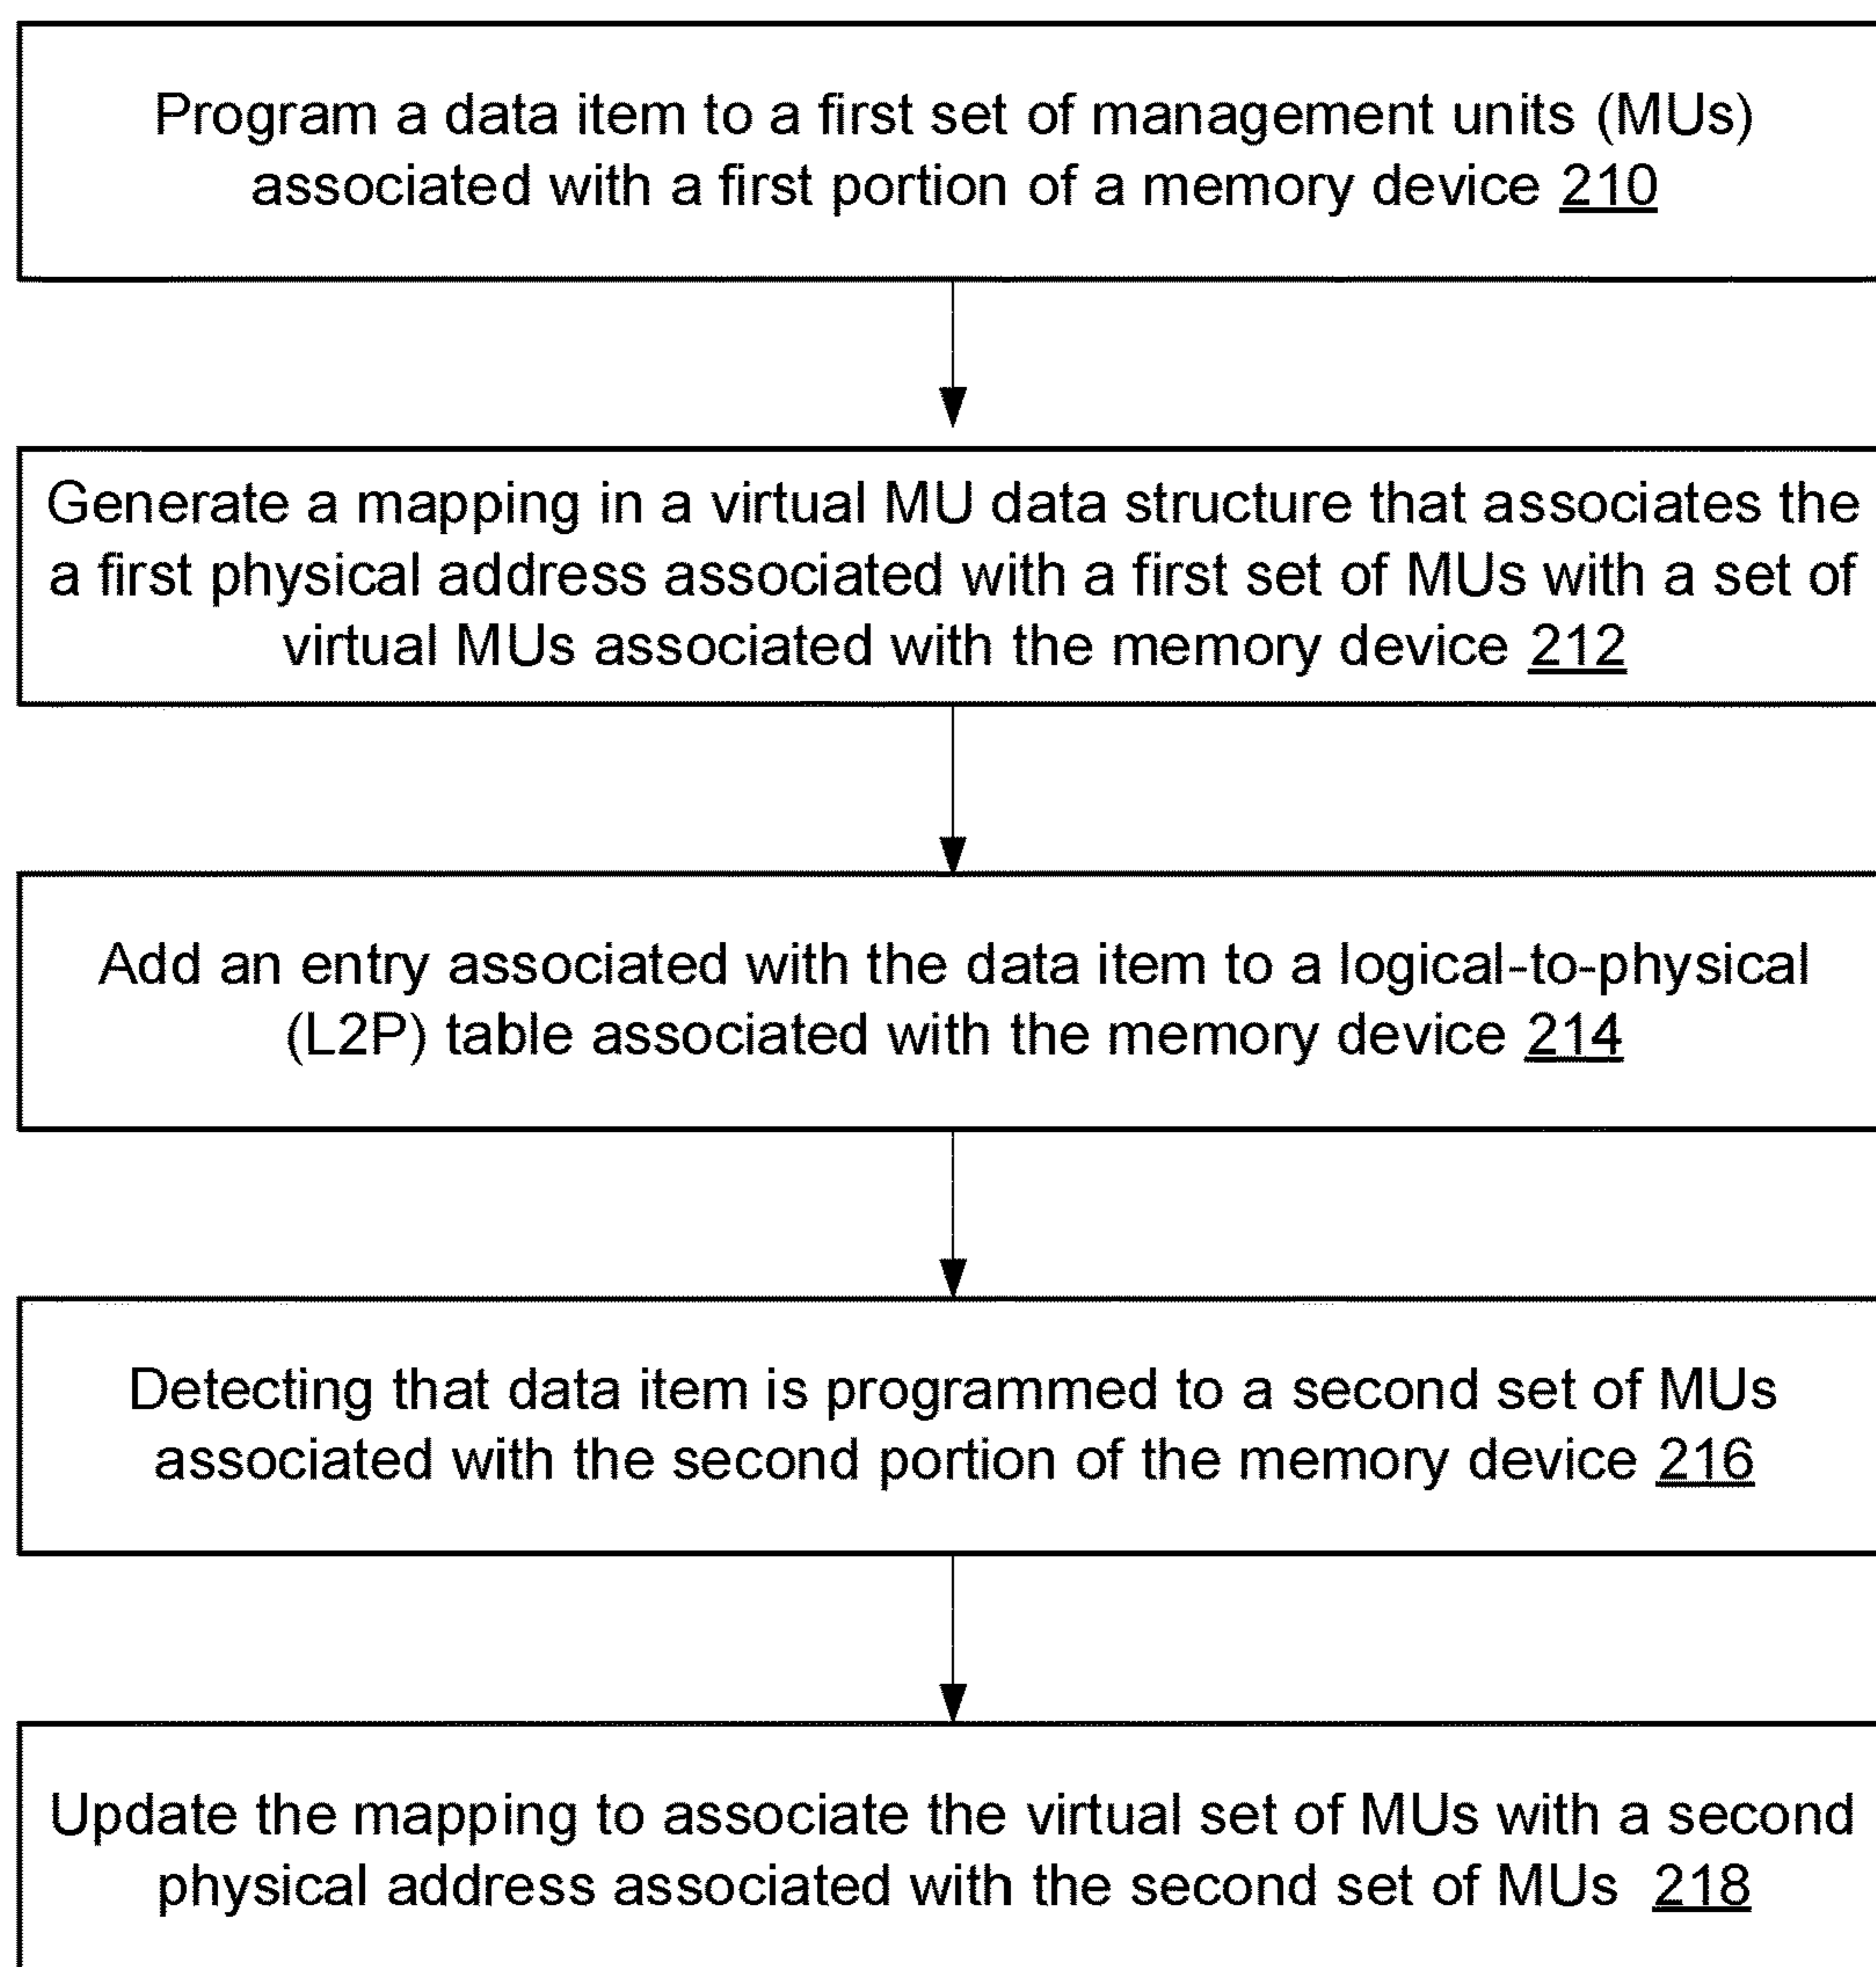 Program a data item to a first set of management units (MUs)
associated with a first portion of a memory device 210
Generate a mapping in a virtual MU data structure that associates the
a first physical address associated with a first set of MUs with a set of
virtual MUs associated with the memory device 212
Add an entry associated with the data item to a logical-to-physical
(L2P) table associated with the memory device 214
Detecting that data item is programmed to a second set of MUs
associated with the second portion of the memory device 216
Update the mapping to associate the virtual set of MUs with a second
physical address associated with the second set of MUs 218